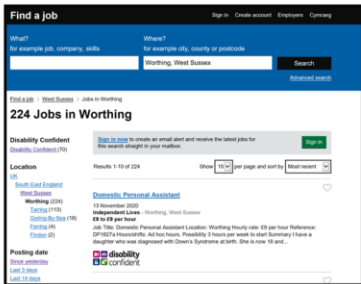 Find a job
Sign in Create account Employers Cymraeg
What?
for example job, company, skills
Where?
for example city, county or postcode
Worthing, West Sussex
Search
Advanced search
Find a job > West Sussex > Jobs in Worthing
224 Jobs in Worthing
Disability Confident
Disability Confident (70)
Location
UK
South East England
West Sussex
Worthing (224)
Tarring (113)
Goring-By-Sea (18)
Ferring (4)
Findon (2)
Posting date
Since yesterday
Last 3 days
Last 14 days
Sign in now to create an email alert and receive the latest jobs for
this search straight in your mailbox
Sign in
Results 1-10 of 224
Show 10 per page and sort by Most recent
Domestic Personal Assistant
13 November 2020
Independent Lives - Worthing, West Sussex
£9 to £9 per hour
Job Title: Domestic Personal Assistant Location: Worthing Hourly rate: £9 per hour Reference:
DP1827a Hours/shifts: Ad hoc hours. Possibility 3 hours per week to start Summary I have a
daughter who was diagnosed with Down's Syndrome at birth. She is now 18 and...
disability
confident